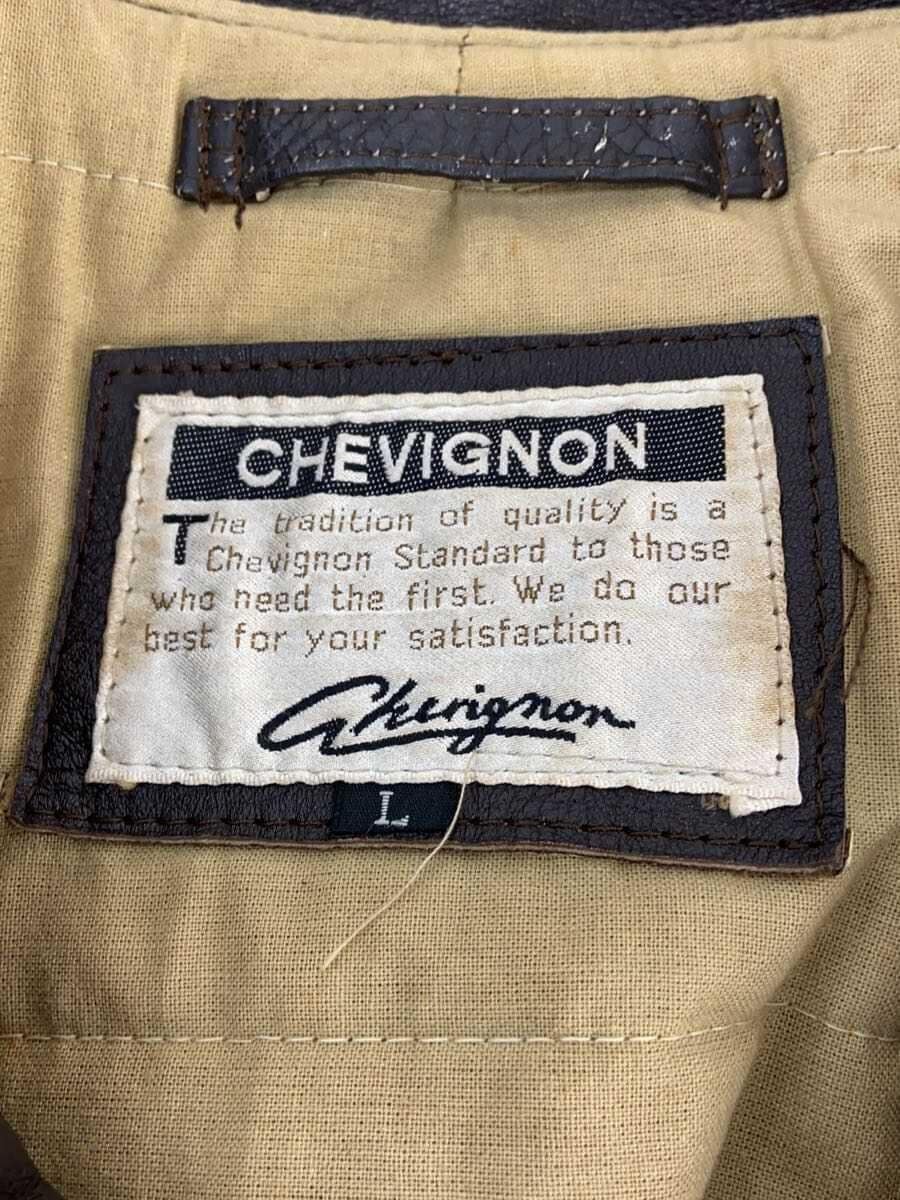 CHEVIGNON
The tradition of quality is a
Chevignon Standard to those
who need the first. We do our
best for your satisfaction.
Chevignon
L